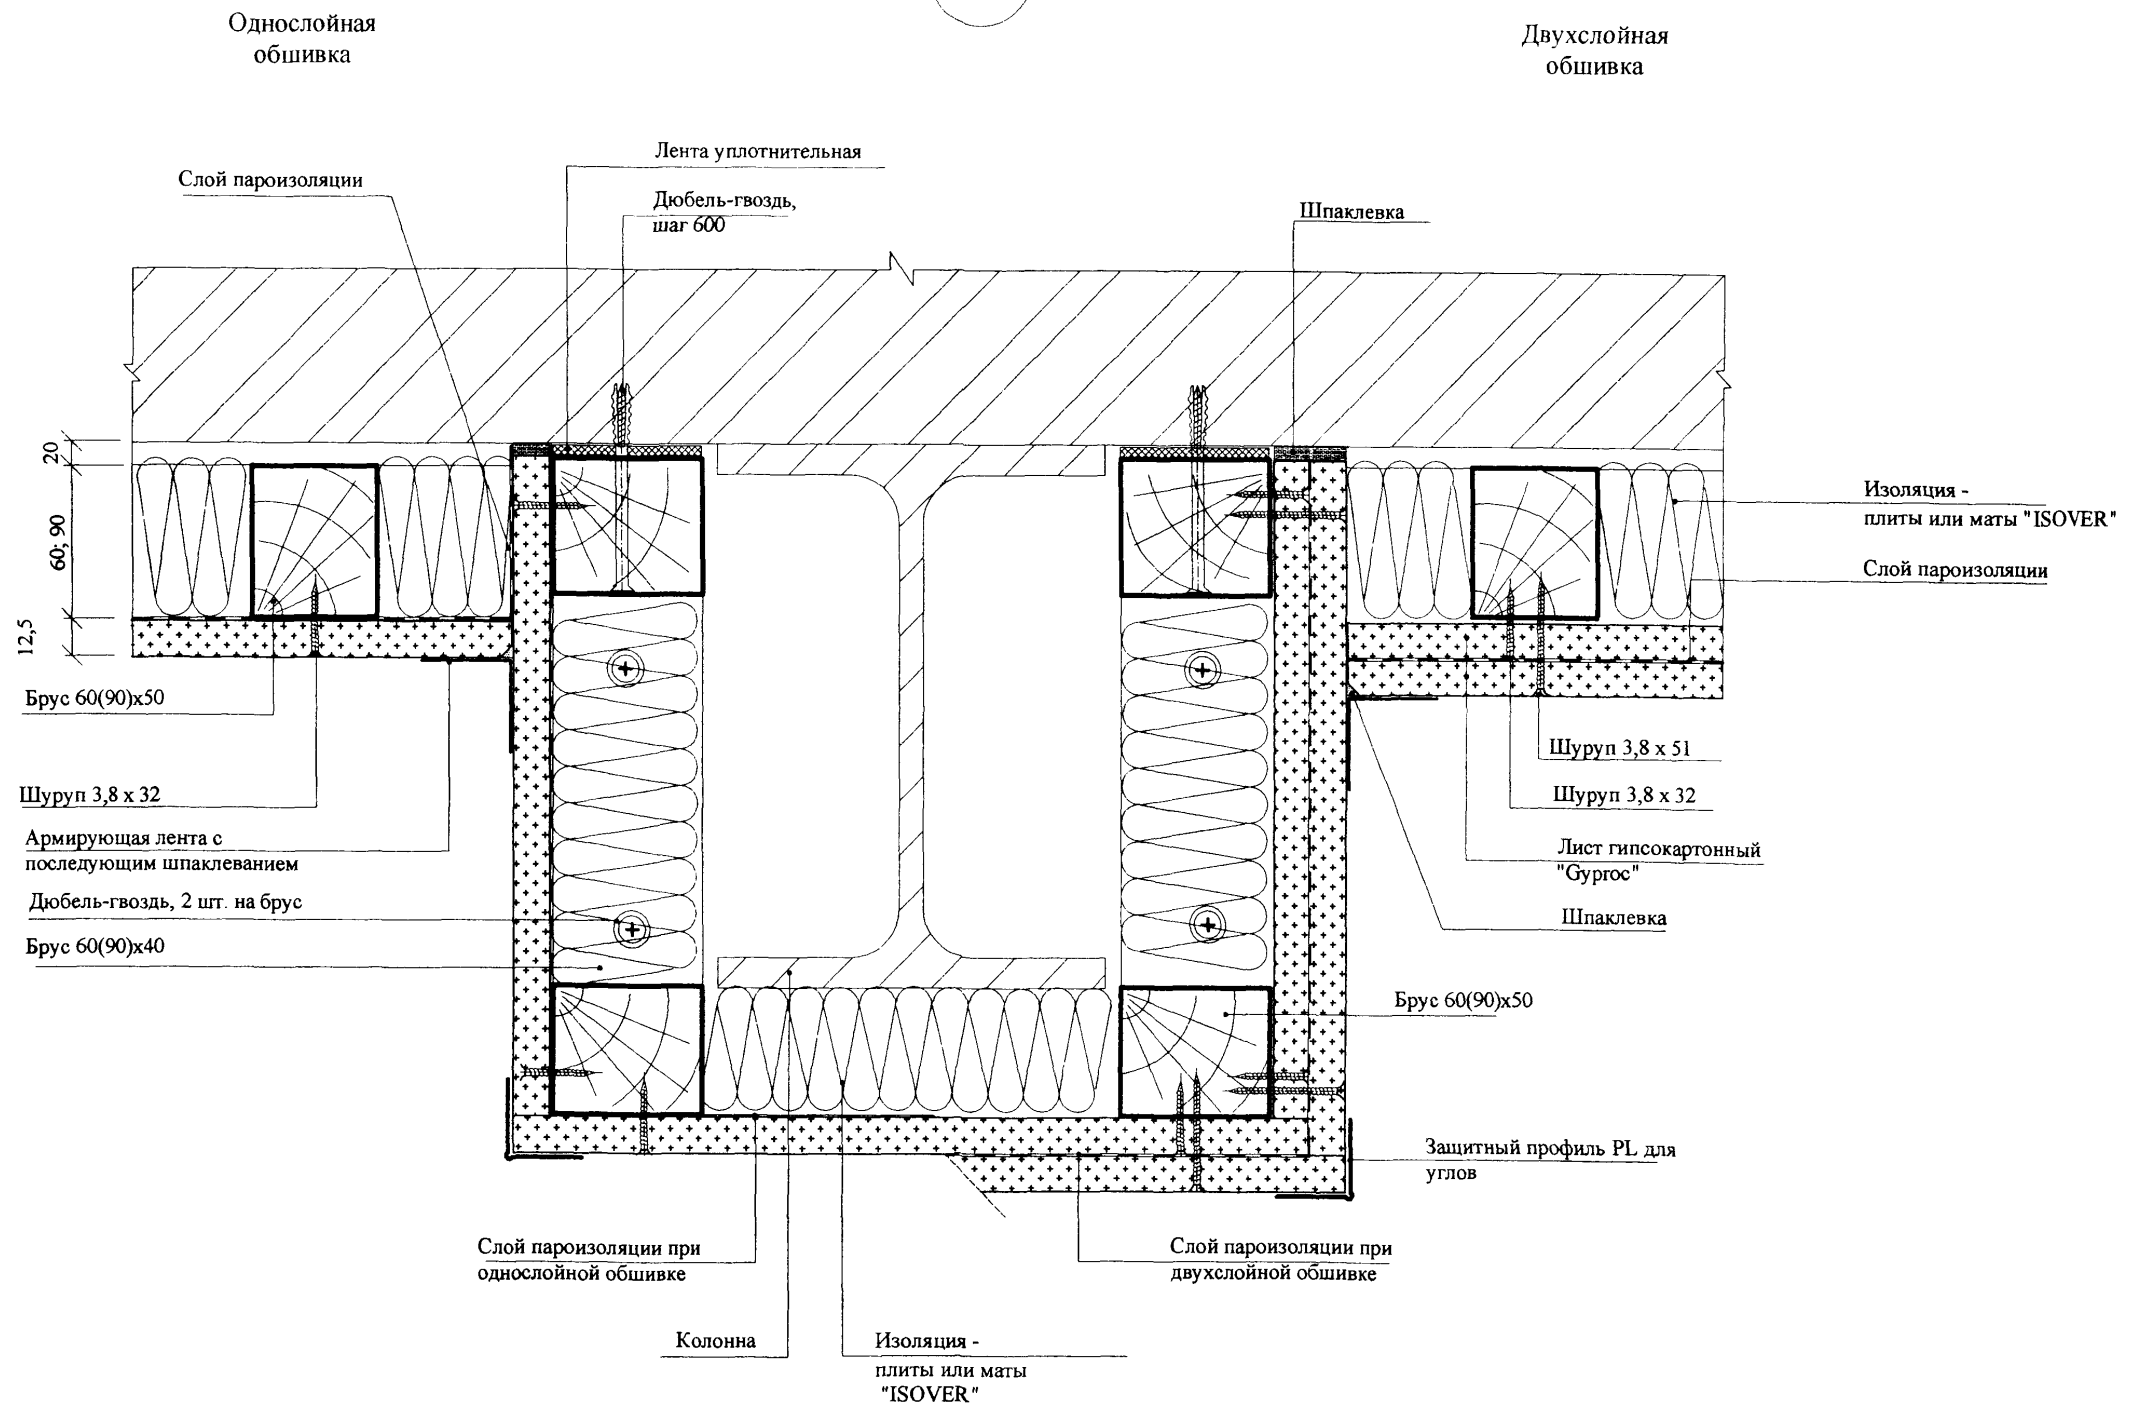 Однослойная
обшивка
Двухслойная
обшивка
Лента уплотнительная
Слой пароизоляции
Дюбель-гвоздь,
шаг 600
Шпаклевка
20
60; 90
12,5
Изоляция -
плиты или маты "ISOVER"
Слой пароизоляции
Брус 60(90)х50
Шуруп 3,8 х 32
Армирующая лента с
последующим шпаклеванием
Дюбель-гвоздь, 2 шт. на брус
Брус 60(90)х40
Шуруп 3,8 х 51
Шуруп 3,8 х 32
Лист гипсокартонный
"Gyproc"
Шпаклевка
Брус 60(90)х50
Защитный профиль PL для
углов
Слой пароизоляции при
однослойной обшивке
Слой пароизоляции при
двухслойной обшивке
Колонна
Изоляция -
плиты или маты
"ISOVER"